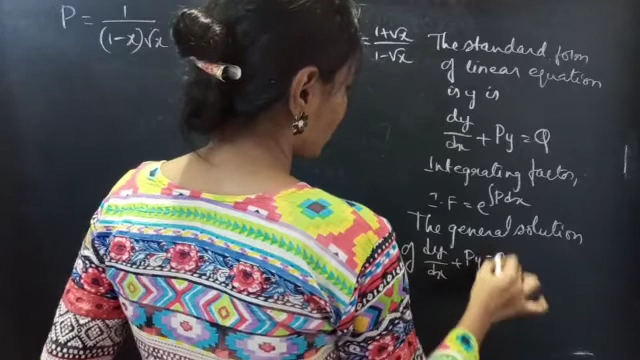 P = 1/((1-x)√x)
= (1+√x)/(1-√x)
The standard form
of linear equation
is y is
dy/dx + Py = Q
Integrating factor,
I.F = e^∫Pdx
The general solution
of dy/dx + Py =